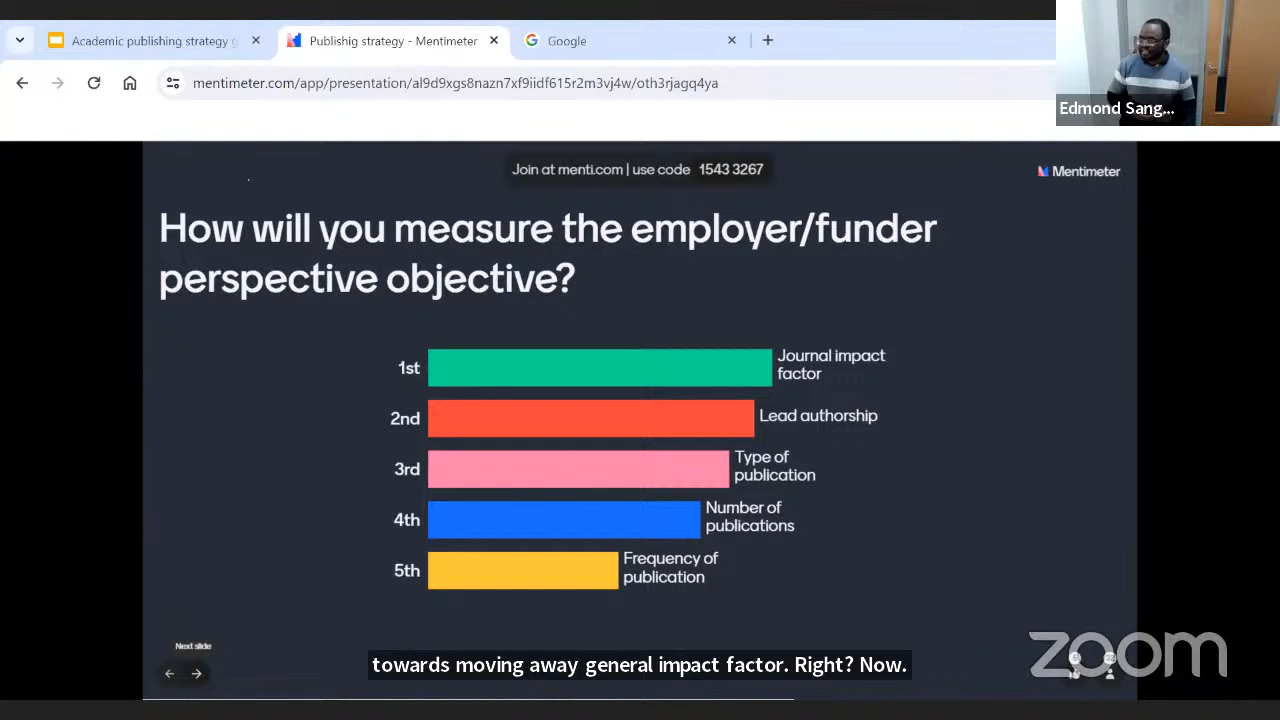 Academic publishing strategy g
Publishig strategy - Mentimeter
Google
mentimeter.com/app/presentation/al9d9xgs8nazn7xf9iidf615r2m3vj4w/oth3rjagq4ya
Edmond Sang...
Join at menti.com | use code 1543 3267
Mentimeter
How will you measure the employer/funder
perspective objective?
1st
Journal impact
factor
2nd
Lead authorship
3rd
Type of
publication
4th
Number of
publications
5th
Frequency of
publication
Next slide
towards moving away general impact factor. Right? Now.
zoom